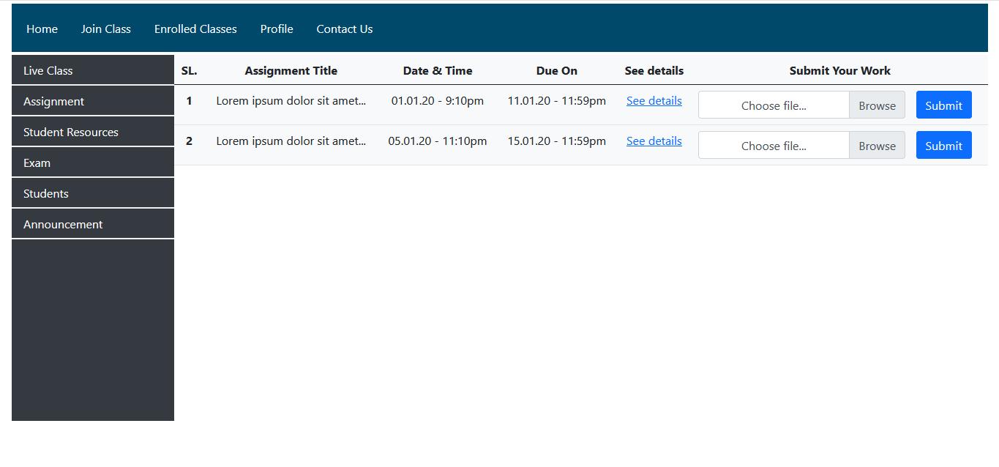 Home Join Class Enrolled Classes Profile Contact Us
Live Class
Assignment
Student Resources
Exam
Students
Announcement
SL. Assignment Title Date & Time Due On See details Submit Your Work
1 Lorem ipsum dolor sit amet... 01.01.20 - 9:10pm 11.01.20 - 11:59pm See details Choose file... Browse Submit
2 Lorem ipsum dolor sit amet... 05.01.20 - 11:10pm 15.01.20 - 11:59pm See details Choose file... Browse Submit